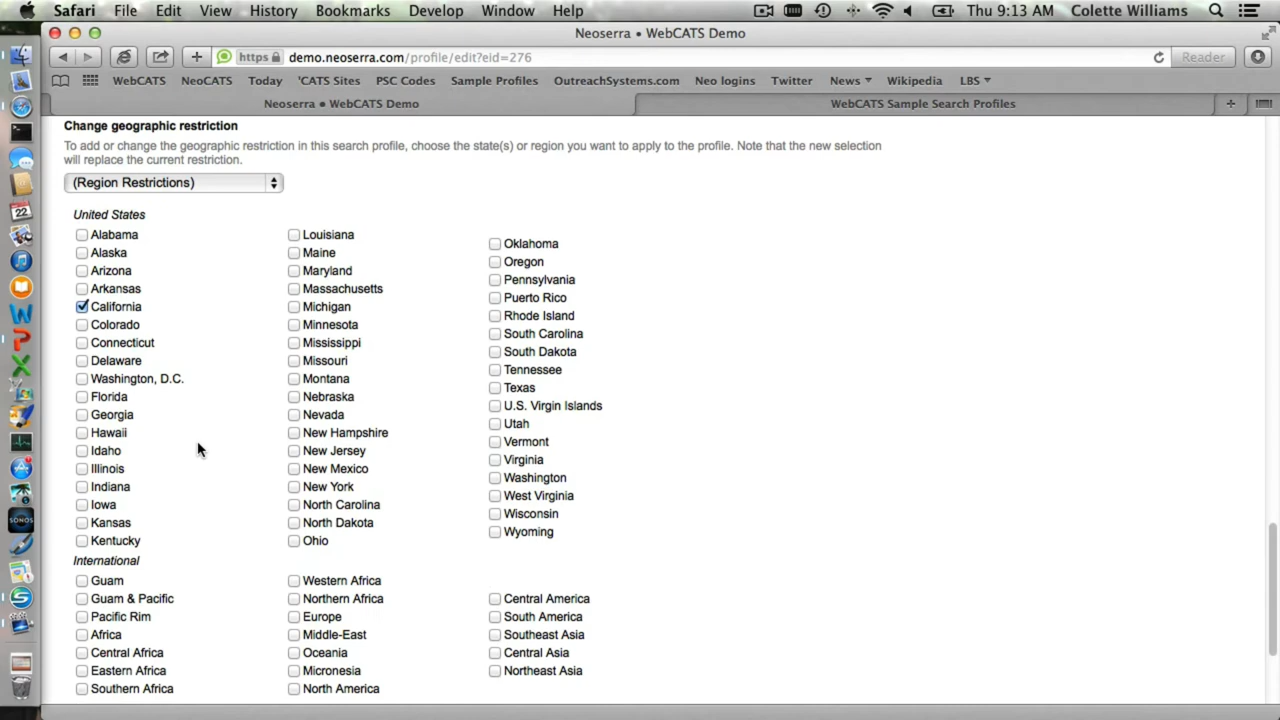 Safari File Edit View History Bookmarks Develop Window Help Thu 9:13 AM Colette Williams
Neoserra • WebCATS Demo
https demo.neoserra.com/profile/edit?eid=276 Reader
WebCATS NeoCATS Today 'CATS Sites PSC Codes Sample Profiles OutreachSystems.com Neo logins Twitter News Wikipedia LBS
Neoserra • WebCATS Demo WebCATS Sample Search Profiles
Change geographic restriction
To add or change the geographic restriction in this search profile, choose the state(s) or region you want to apply to the profile. Note that the new selection
will replace the current restriction.
(Region Restrictions)
United States
Alabama
Alaska
Arizona
Arkansas
California
Colorado
Connecticut
Delaware
Washington, D.C.
Florida
Georgia
Hawaii
Idaho
Illinois
Indiana
Iowa
Kansas
Kentucky
Louisiana
Maine
Maryland
Massachusetts
Michigan
Minnesota
Mississippi
Missouri
Montana
Nebraska
Nevada
New Hampshire
New Jersey
New Mexico
New York
North Carolina
North Dakota
Ohio
Oklahoma
Oregon
Pennsylvania
Puerto Rico
Rhode Island
South Carolina
South Dakota
Tennessee
Texas
U.S. Virgin Islands
Utah
Vermont
Virginia
Washington
West Virginia
Wisconsin
Wyoming
International
Guam
Guam & Pacific
Pacific Rim
Africa
Central Africa
Eastern Africa
Southern Africa
Western Africa
Northern Africa
Europe
Middle-East
Oceania
Micronesia
North America
Central America
South America
Southeast Asia
Central Asia
Northeast Asia
22
SONOS